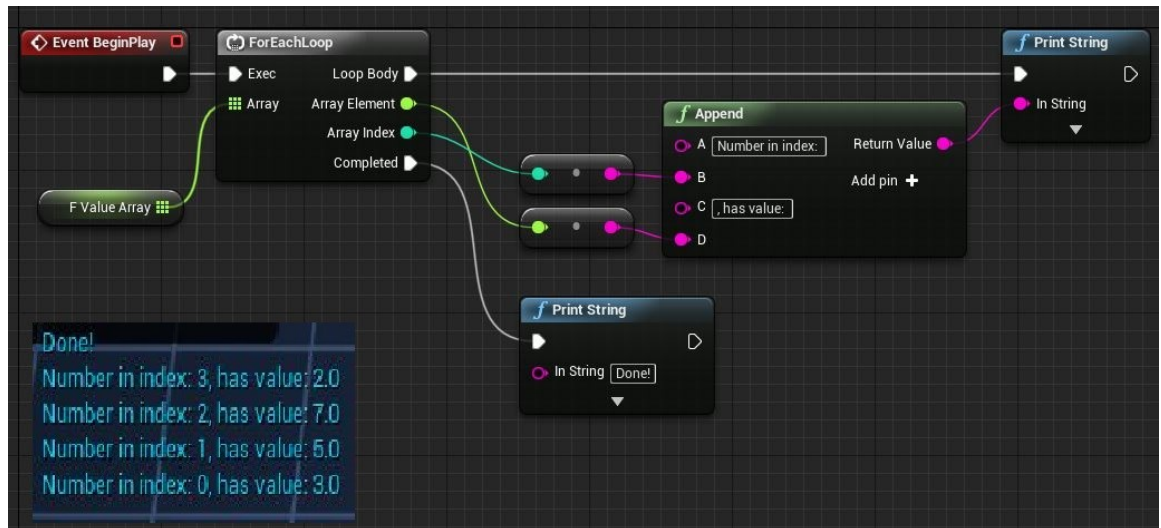 Event BeginPlay
ForEachLoop
Exec
Loop Body
Array
Array Element
Array Index
Completed
F Value Array
f Append
A Number in index:
Return Value
B
Add pin +
C , has value:
D
f Print String
In String
f Print String
In String Done!
Done!
Number in index: 3, has value: 2.0
Number in index: 2, has value: 7.0
Number in index: 1, has value: 5.0
Number in index: 0, has value: 3.0